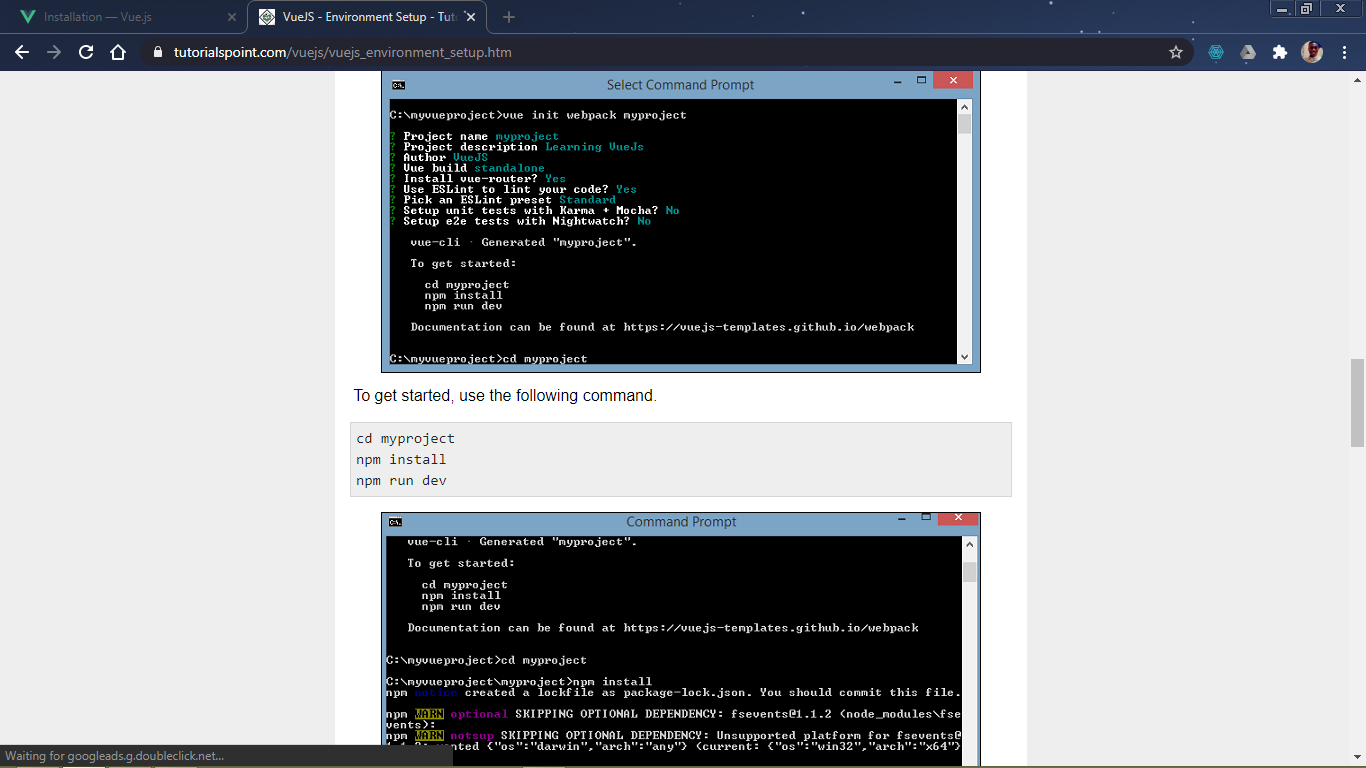 Installation — Vue.js
VueJS - Environment Setup - Tuto
tutorialspoint.com/vuejs/vuejs_environment_setup.htm
Select Command Prompt
C:\myvueproject>vue init webpack myproject
? Project name myproject
? Project description Learning VueJs
? Author VueJS
? Vue build standalone
? Install vue-router? Yes
? Use ESLint to lint your code? Yes
? Pick an ESLint preset Standard
? Setup unit tests with Karma + Mocha? No
? Setup e2e tests with Nightwatch? No
vue-cli · Generated "myproject".
To get started:
cd myproject
npm install
npm run dev
Documentation can be found at https://vuejs-templates.github.io/webpack
C:\myvueproject>cd myproject
To get started, use the following command.
cd myproject
npm install
npm run dev
Command Prompt
vue-cli · Generated "myproject".
To get started:
cd myproject
npm install
npm run dev
Documentation can be found at https://vuejs-templates.github.io/webpack
C:\myvueproject>cd myproject
C:\myvueproject\myproject>npm install
npm notice created a lockfile as package-lock.json. You should commit this file.
npm WARN optional SKIPPING OPTIONAL DEPENDENCY: fsevents@1.1.2 (node_modules\fse
vents):
npm WARN notsup SKIPPING OPTIONAL DEPENDENCY: Unsupported platform for fsevents@
1.1.2: wanted {"os":"darwin","arch":"any"} (current: {"os":"win32","arch":"x64"}
Waiting for googleads.g.doubleclick.net...